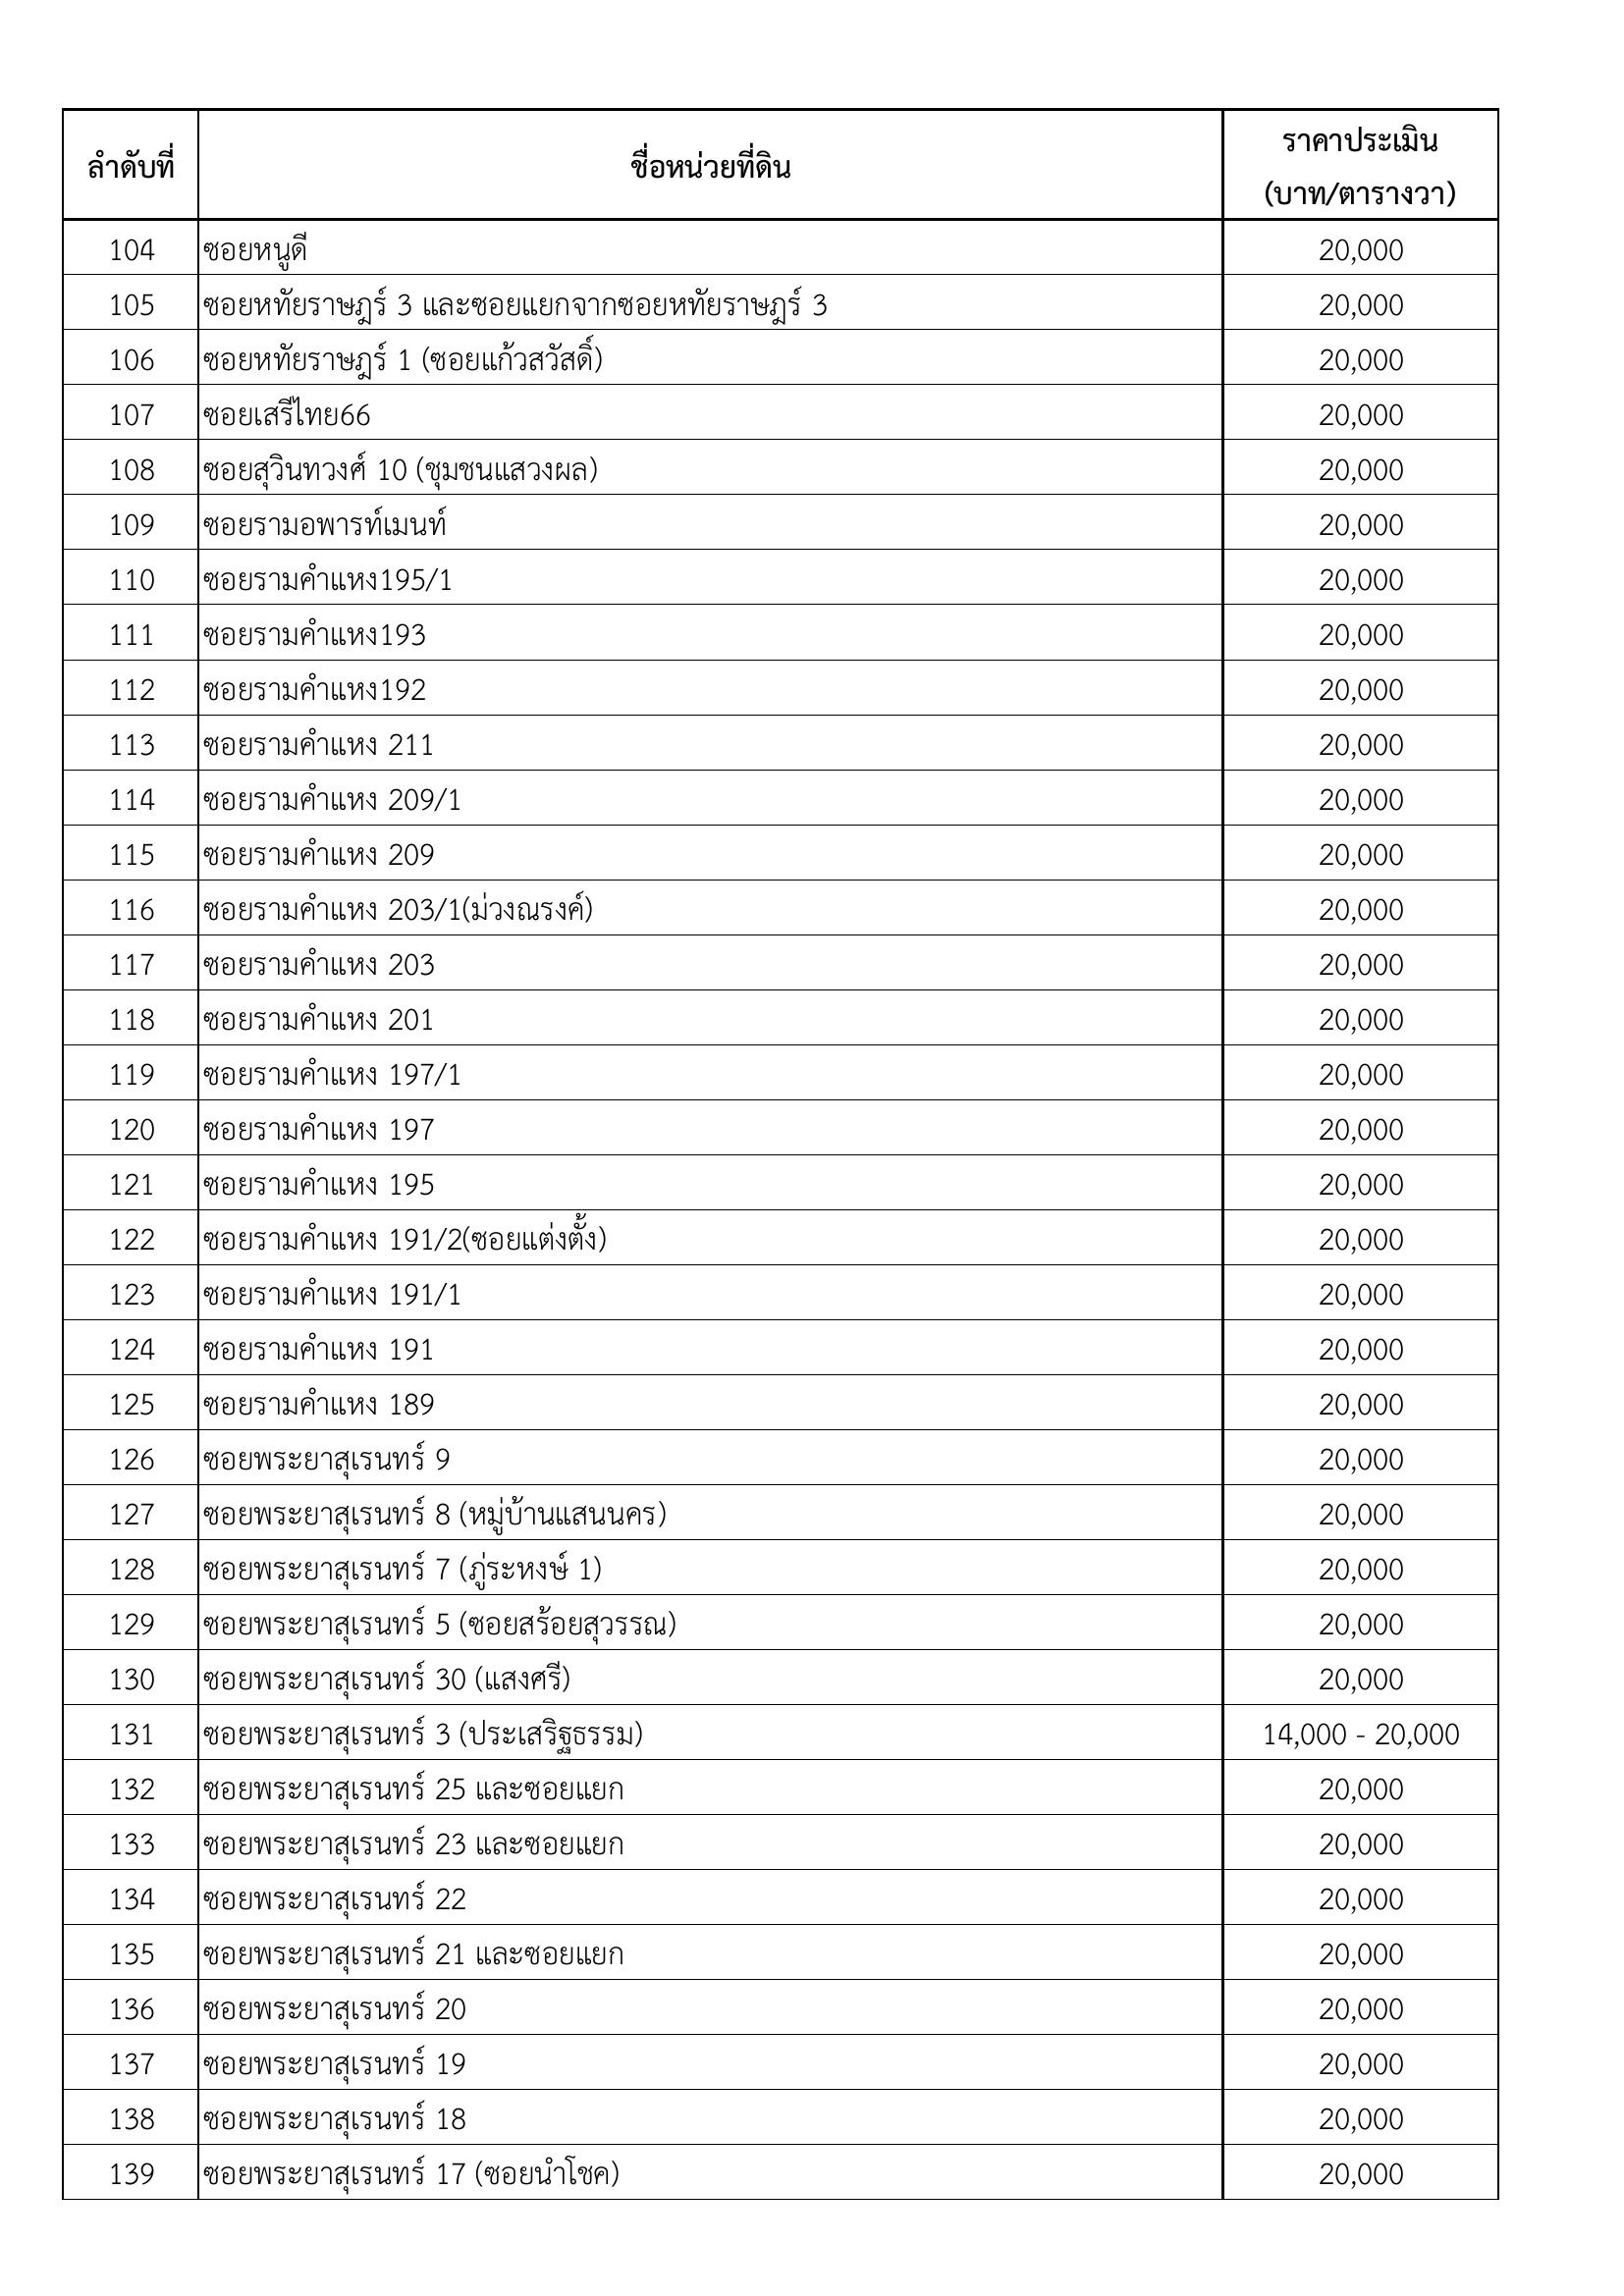 ลำดับที่ ชื่อหน่วยที่ดิน ราคาประเมิน
(บาท/ตารางวา)
104 ซอยหนูดี 20,000
105 ซอยหทัยราษฎร์ 3 และซอยแยกจากซอยหทัยราษฎร์ 3 20,000
106 ซอยหทัยราษฎร์ 1 (ซอยแก้วสวัสดิ์) 20,000
107 ซอยเสรีไทย66 20,000
108 ซอยสุวินทวงศ์ 10 (ชุมชนแสวงผล) 20,000
109 ซอยรามอพารท์เมนท์ 20,000
110 ซอยรามคำแหง195/1 20,000
111 ซอยรามคำแหง193 20,000
112 ซอยรามคำแหง192 20,000
113 ซอยรามคำแหง 211 20,000
114 ซอยรามคำแหง 209/1 20,000
115 ซอยรามคำแหง 209 20,000
116 ซอยรามคำแหง 203/1(ม่วงณรงค์) 20,000
117 ซอยรามคำแหง 203 20,000
118 ซอยรามคำแหง 201 20,000
119 ซอยรามคำแหง 197/1 20,000
120 ซอยรามคำแหง 197 20,000
121 ซอยรามคำแหง 195 20,000
122 ซอยรามคำแหง 191/2(ซอยแต่งตั้ง) 20,000
123 ซอยรามคำแหง 191/1 20,000
124 ซอยรามคำแหง 191 20,000
125 ซอยรามคำแหง 189 20,000
126 ซอยพระยาสุเรนทร์ 9 20,000
127 ซอยพระยาสุเรนทร์ 8 (หมู่บ้านแสนนคร) 20,000
128 ซอยพระยาสุเรนทร์ 7 (ภู่ระหงษ์ 1) 20,000
129 ซอยพระยาสุเรนทร์ 5 (ซอยสร้อยสุวรรณ) 20,000
130 ซอยพระยาสุเรนทร์ 30 (แสงศรี) 20,000
131 ซอยพระยาสุเรนทร์ 3 (ประเสริฐธรรม) 14,000 - 20,000
132 ซอยพระยาสุเรนทร์ 25 และซอยแยก 20,000
133 ซอยพระยาสุเรนทร์ 23 และซอยแยก 20,000
134 ซอยพระยาสุเรนทร์ 22 20,000
135 ซอยพระยาสุเรนทร์ 21 และซอยแยก 20,000
136 ซอยพระยาสุเรนทร์ 20 20,000
137 ซอยพระยาสุเรนทร์ 19 20,000
138 ซอยพระยาสุเรนทร์ 18 20,000
139 ซอยพระยาสุเรนทร์ 17 (ซอยนำโชค) 20,000